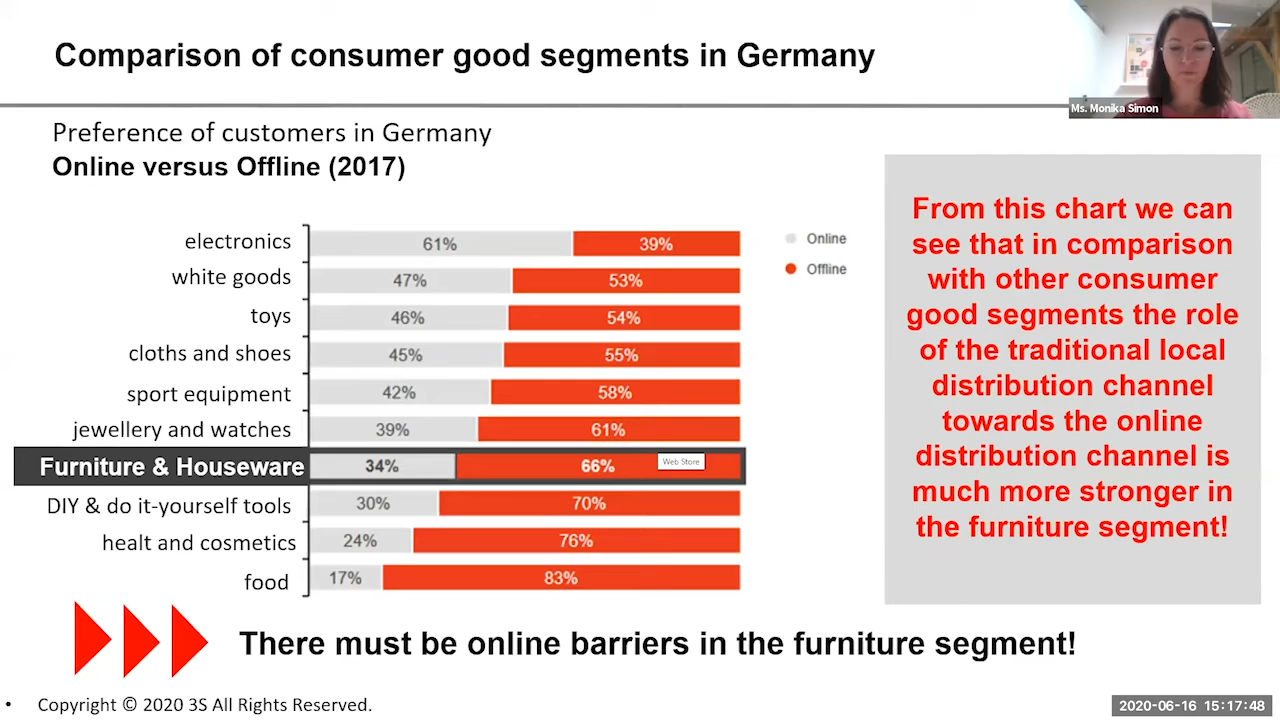 Comparison of consumer good segments in Germany
Ms. Monika Simon
Preference of customers in Germany
Online versus Offline (2017)
electronics 61% 39%
white goods 47% 53%
toys 46% 54%
cloths and shoes 45% 55%
sport equipment 42% 58%
jewellery and watches 39% 61%
Furniture & Houseware 34% 66% Web Store
DIY & do it-yourself tools 30% 70%
healt and cosmetics 24% 76%
food 17% 83%
Online
Offline
From this chart we can
see that in comparison
with other consumer
good segments the role
of the traditional local
distribution channel
towards the online
distribution channel is
much more stronger in
the furniture segment!
There must be online barriers in the furniture segment!
• Copyright © 2020 3S All Rights Reserved.
2020-06-16 15:17:48